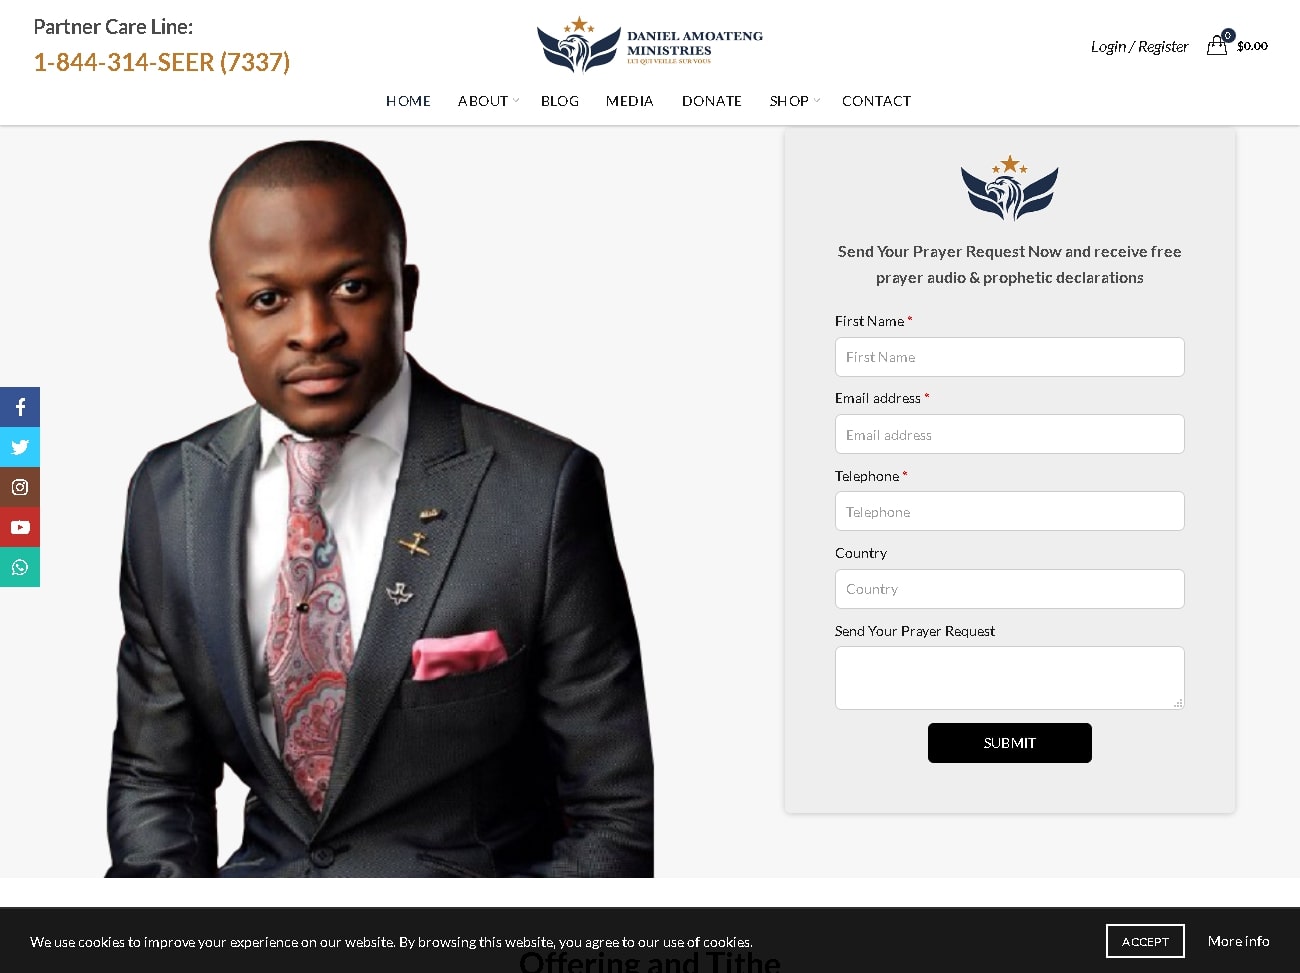 Partner Care Line:
1-844-314-SEER (7337)
DANIEL AMOATENG
MINISTRIES
LUI QUI VEILLE SUR VOUS
Login / Register
0
$0.00
HOME
ABOUT
BLOG
MEDIA
DONATE
SHOP
CONTACT
Send Your Prayer Request Now and receive free
prayer audio & prophetic declarations
First Name *
First Name
Email address *
Email address
Telephone *
Telephone
Country
Country
Send Your Prayer Request
SUBMIT
We use cookies to improve your experience on our website. By browsing this website, you agree to our use of cookies.
ACCEPT
More info
Offering and Tithe